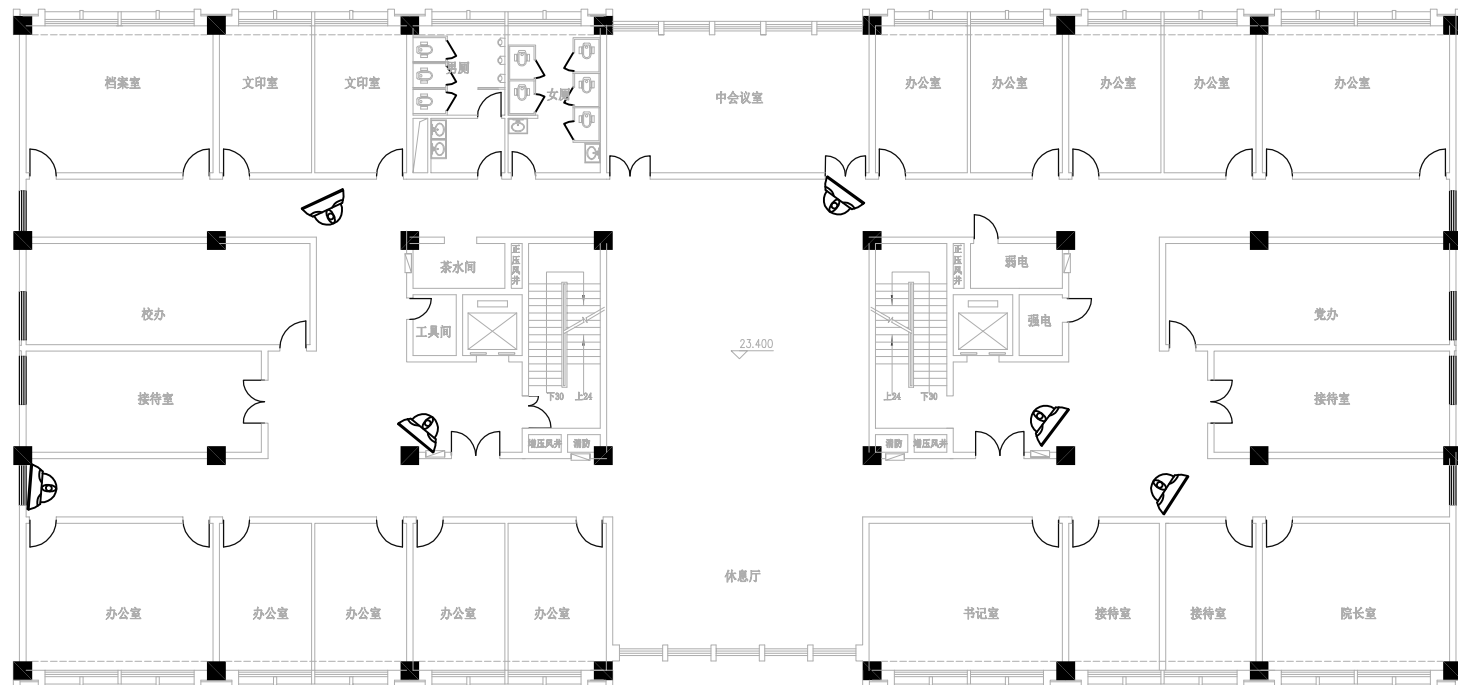 档案室
文印室
文印室
男厕
女厕
中会议室
办公室
办公室
办公室
办公室
办公室
茶水间
正压风井
正压风井
弱电
校办
工具间
强电
党办
23.400
接待室
下30
上24
上24
下30
接待室
增压风井
消防
消防
增压风井
休息厅
办公室
办公室
办公室
办公室
办公室
书记室
接待室
接待室
院长室